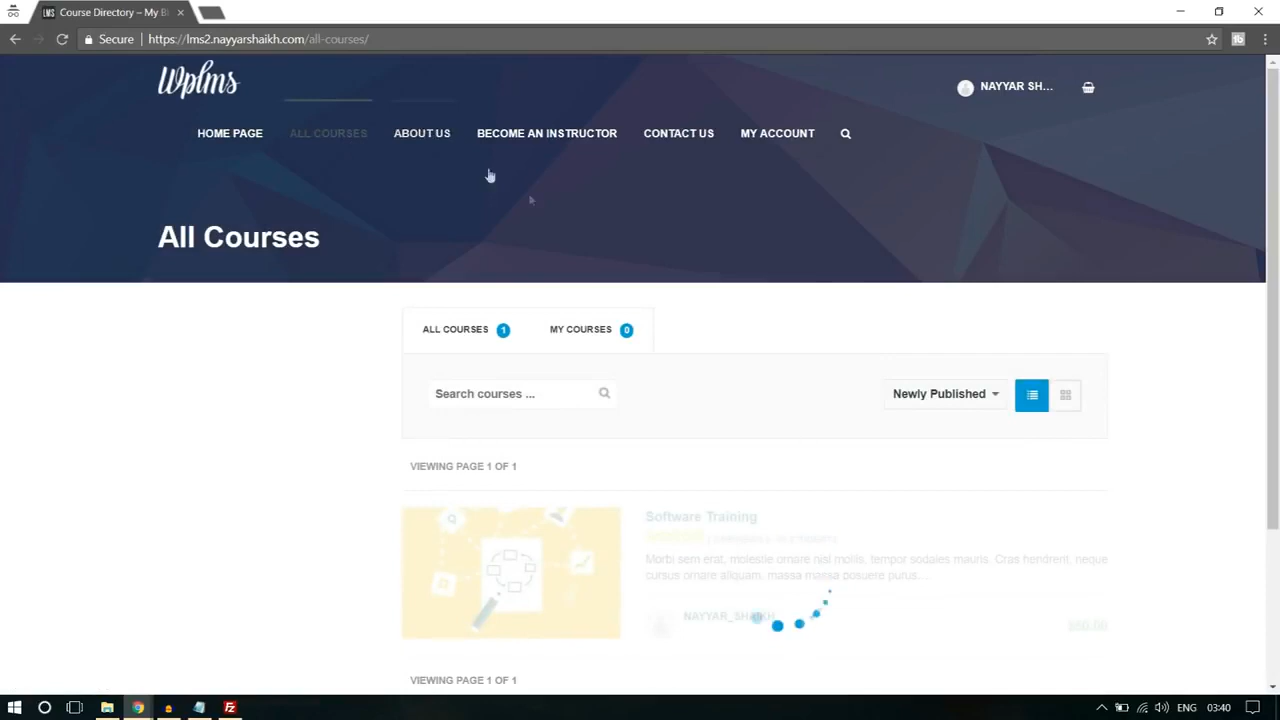 LMS Course Directory – My B
Secure https://lms2.nayyarshaikh.com/all-courses/
Wplms
NAYYAR SH...
HOME PAGE ALL COURSES ABOUT US BECOME AN INSTRUCTOR CONTACT US MY ACCOUNT
All Courses
ALL COURSES 1 MY COURSES 0
Search courses ... Newly Published
VIEWING PAGE 1 OF 1
Software Training
Morbi sem erat, molestie ornare nisi mollis, tempor sodales mauris. Cras hendrerit, neque
cursus ornare aliquam, massa massa posuere purus...
NAYYAR_SHAIKH
VIEWING PAGE 1 OF 1
ENG 03:40